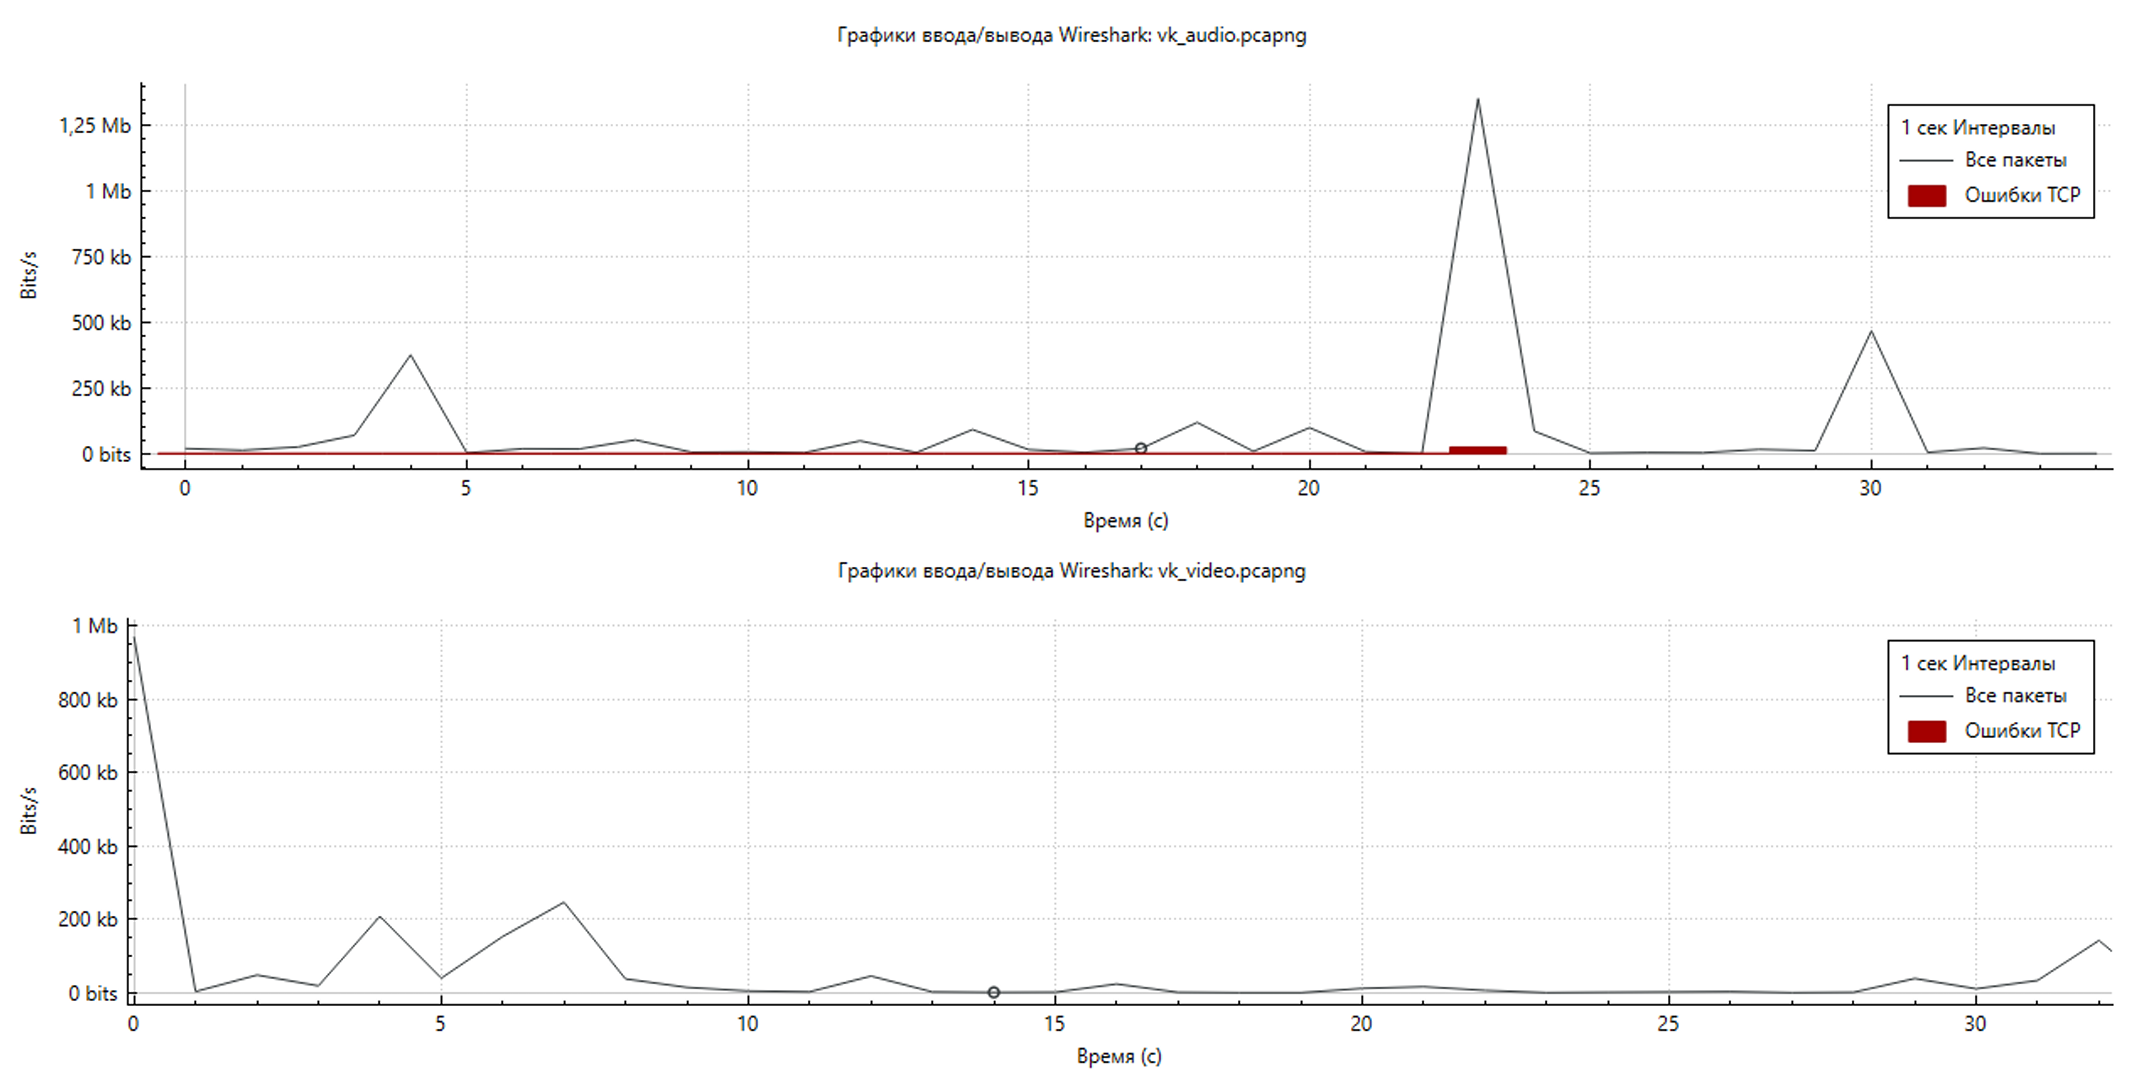 Графики ввода/вывода Wireshark: vk_audio.pcapng
1,25 Mb
1 Mb
750 kb
500 kb
250 kb
0 bits
Bits/s
1 сек Интервалы
Все пакеты
Ошибки TCP
0 5 10 15 20 25 30
Время (с)
Графики ввода/вывода Wireshark: vk_video.pcapng
1 Mb
800 kb
600 kb
400 kb
200 kb
0 bits
Bits/s
1 сек Интервалы
Все пакеты
Ошибки TCP
0 5 10 15 20 25 30
Время (с)